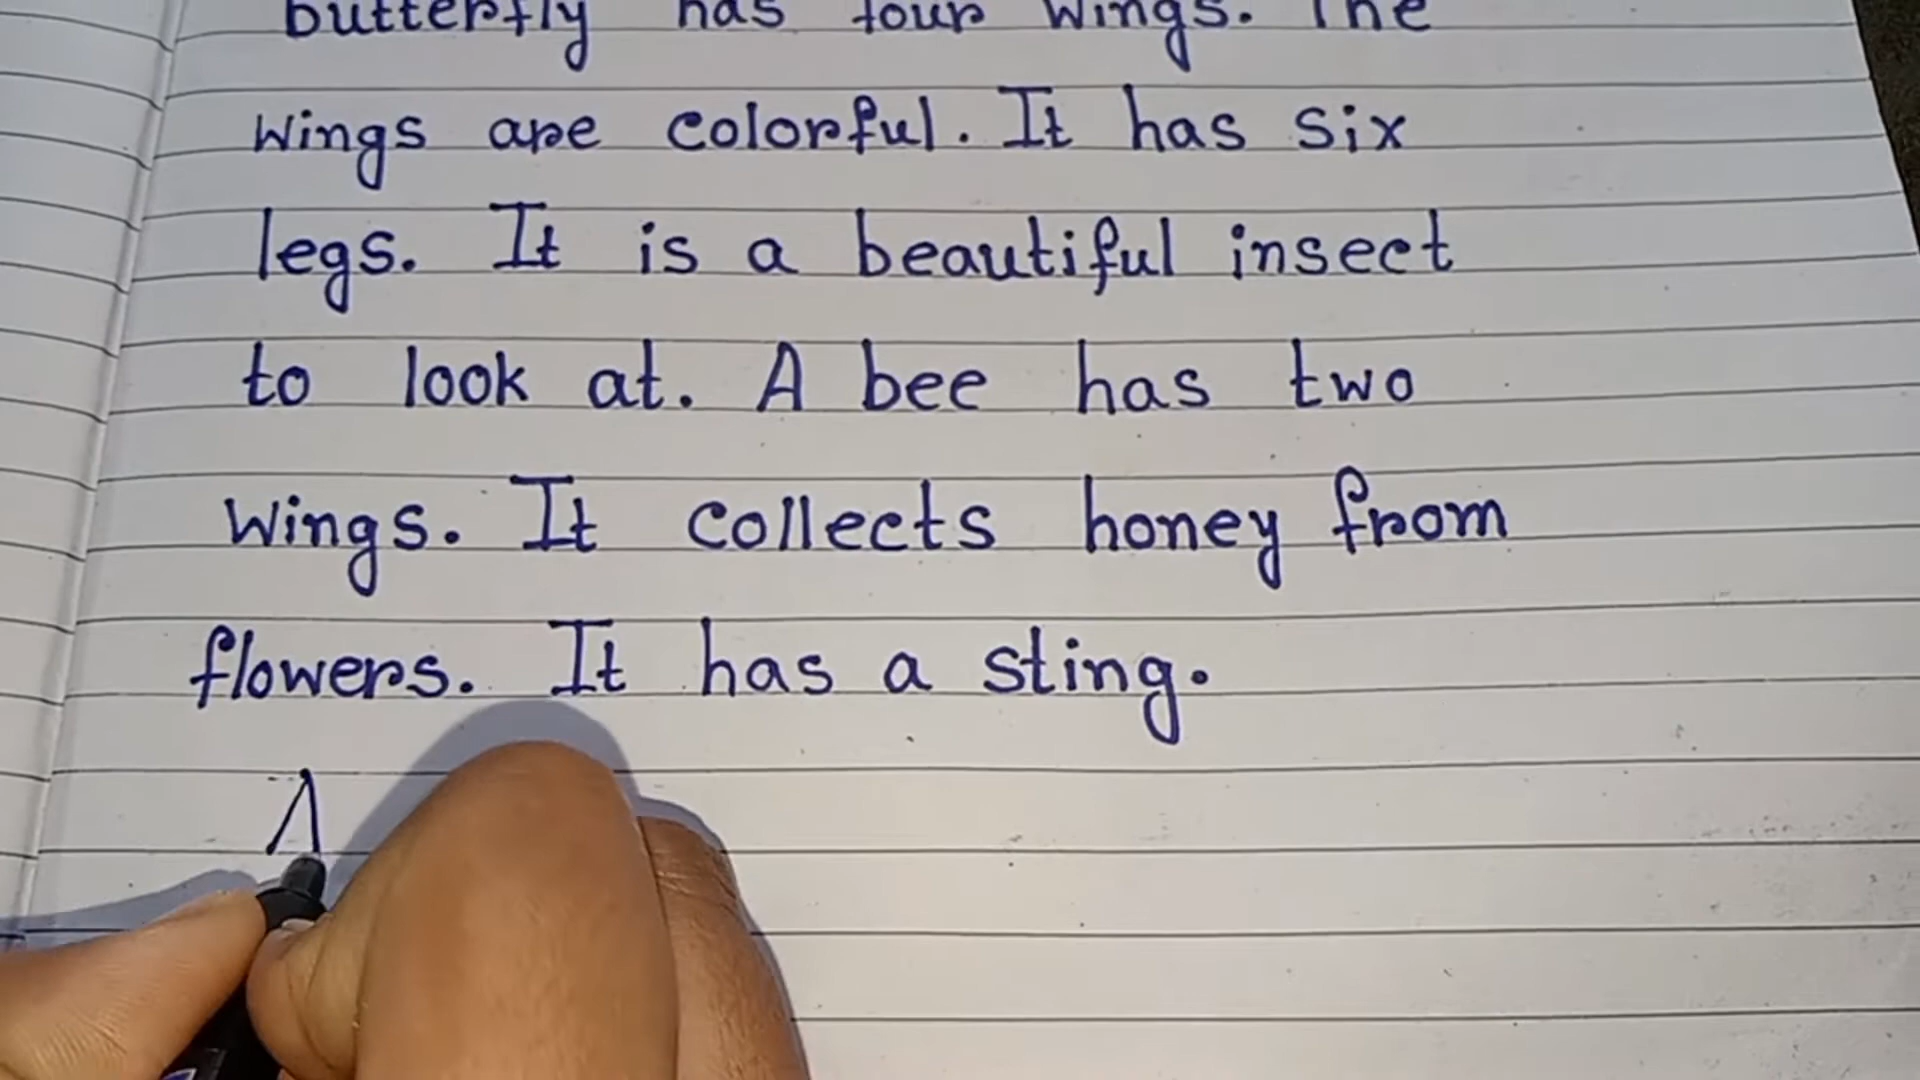 butterfly has four wings. The
wings are colorful. It has six
legs. It is a beautiful insect
to look at. A bee has two
wings. It collects honey from
flowers. It has a sting.